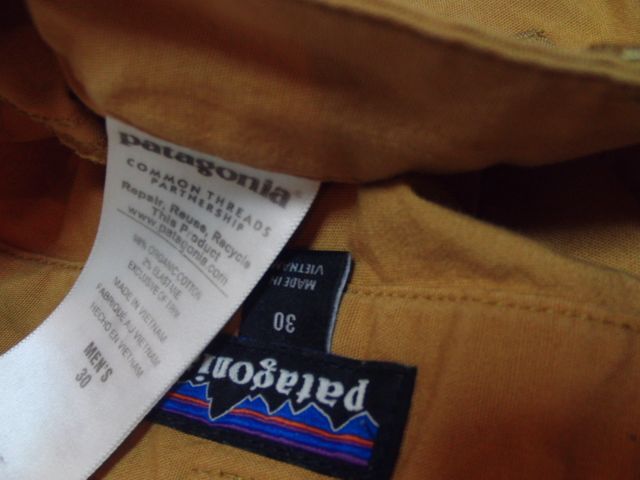 patagonia
COMMON THREADS
PARTNERSHIP
Repair, Reuse, Recycle
This Product
www.patagonia.com
98% ORGANIC COTTON
2% ELASTANE
EXCLUSIVE OF TRIM
MADE IN VIETNAM
FABRIQUÉ AU VIETNAM
HECHO EN VIETNAM
MEN'S
30
MADE IN
VIETNAM
30
patagonia